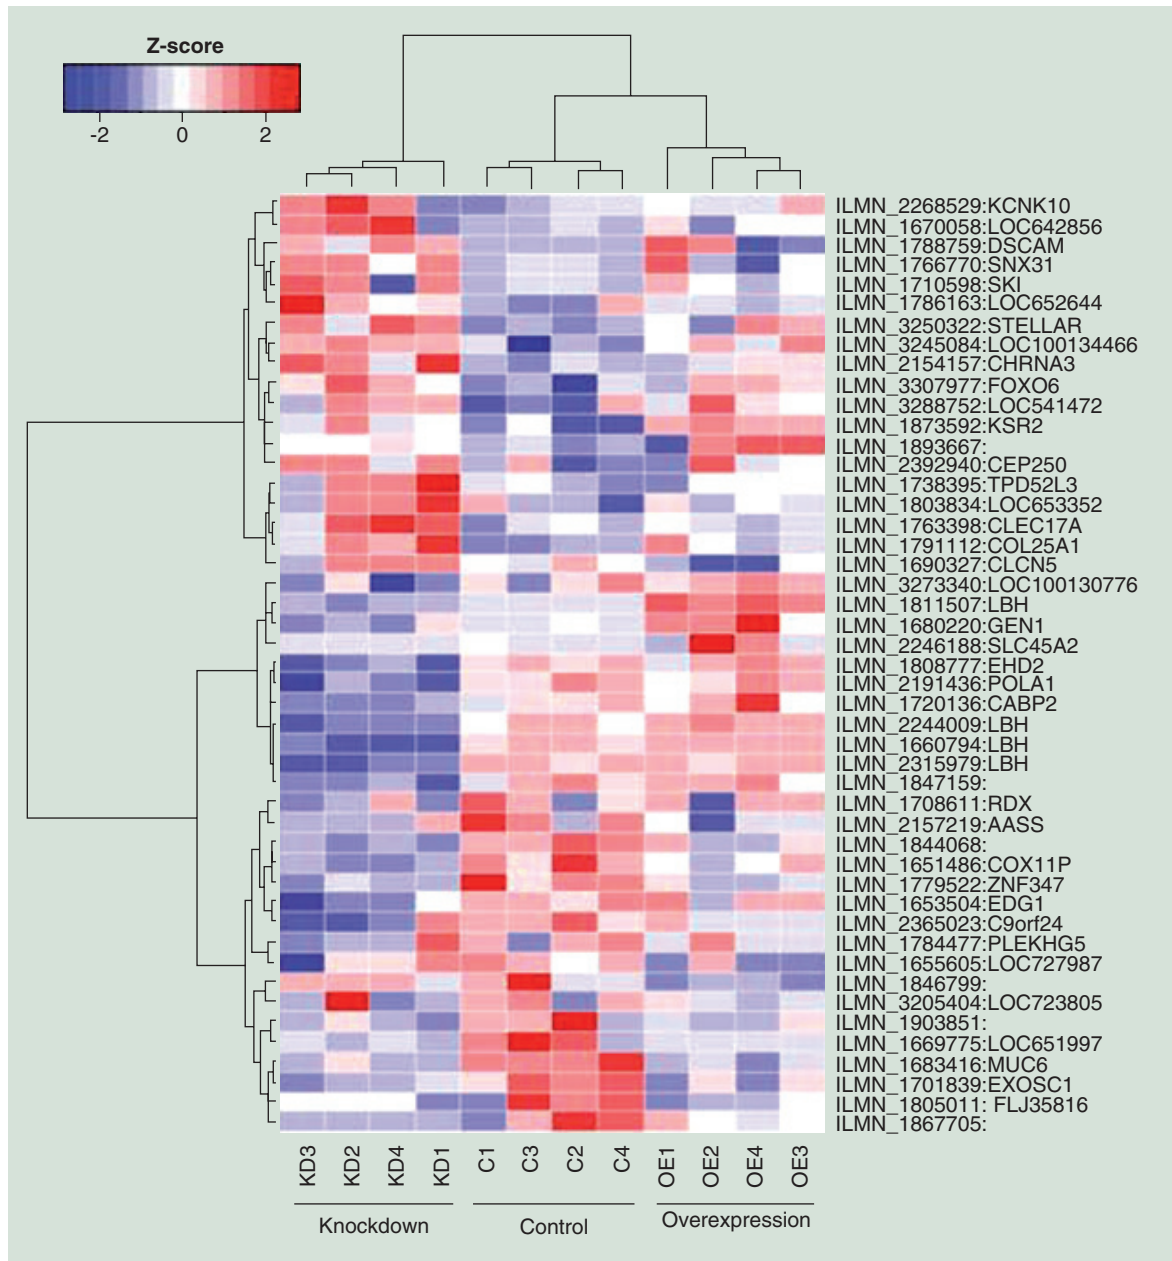 Z-score
-2 0 2
ILMN_2268529:KCNK10
ILMN_1670058:LOC642856
ILMN_1788759:DSCAM
ILMN_1766770:SNX31
ILMN_1710598:SKI
ILMN_1786163:LOC652644
ILMN_3250322:STELLAR
ILMN_3245084:LOC100134466
ILMN_2154157:CHRNA3
ILMN_3307977:FOXO6
ILMN_3288752:LOC541472
ILMN_1873592:KSR2
ILMN_1893667:
ILMN_2392940:CEP250
ILMN_1738395:TPD52L3
ILMN_1803834:LOC653352
ILMN_1763398:CLEC17A
ILMN_1791112:COL25A1
ILMN_1690327:CLCN5
ILMN_3273340:LOC100130776
ILMN_1811507:LBH
ILMN_1680220:GEN1
ILMN_2246188:SLC45A2
ILMN_1808777:EHD2
ILMN_2191436:POLA1
ILMN_1720136:CABP2
ILMN_2244009:LBH
ILMN_1660794:LBH
ILMN_2315979:LBH
ILMN_1847159:
ILMN_1708611:RDX
ILMN_2157219:AASS
ILMN_1844068:
ILMN_1651486:COX11P
ILMN_1779522:ZNF347
ILMN_1653504:EDG1
ILMN_2365023:C9orf24
ILMN_1784477:PLEKHG5
ILMN_1655605:LOC727987
ILMN_1846799:
ILMN_3205404:LOC723805
ILMN_1903851:
ILMN_1669775:LOC651997
ILMN_1683416:MUC6
ILMN_1701839:EXOSC1
ILMN_1805011: FLJ35816
ILMN_1867705:
KD3 KD2 KD4 KD1 C1 C3 C2 C4 OE1 OE2 OE4 OE3
Knockdown Control Overexpression